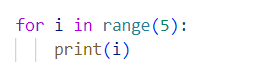 for i in range(5):
    print(i)